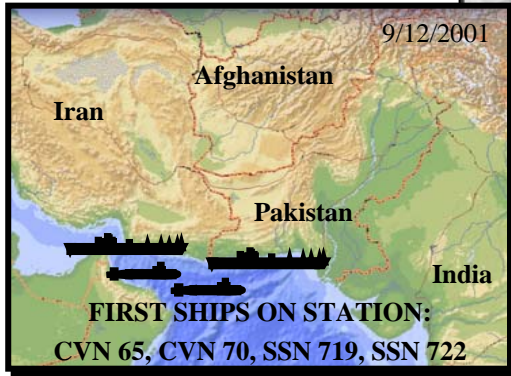 9/12/2001
Afghanistan
Iran
Pakistan
India
FIRST SHIPS ON STATION:
CVN 65, CVN 70, SSN 719, SSN 722